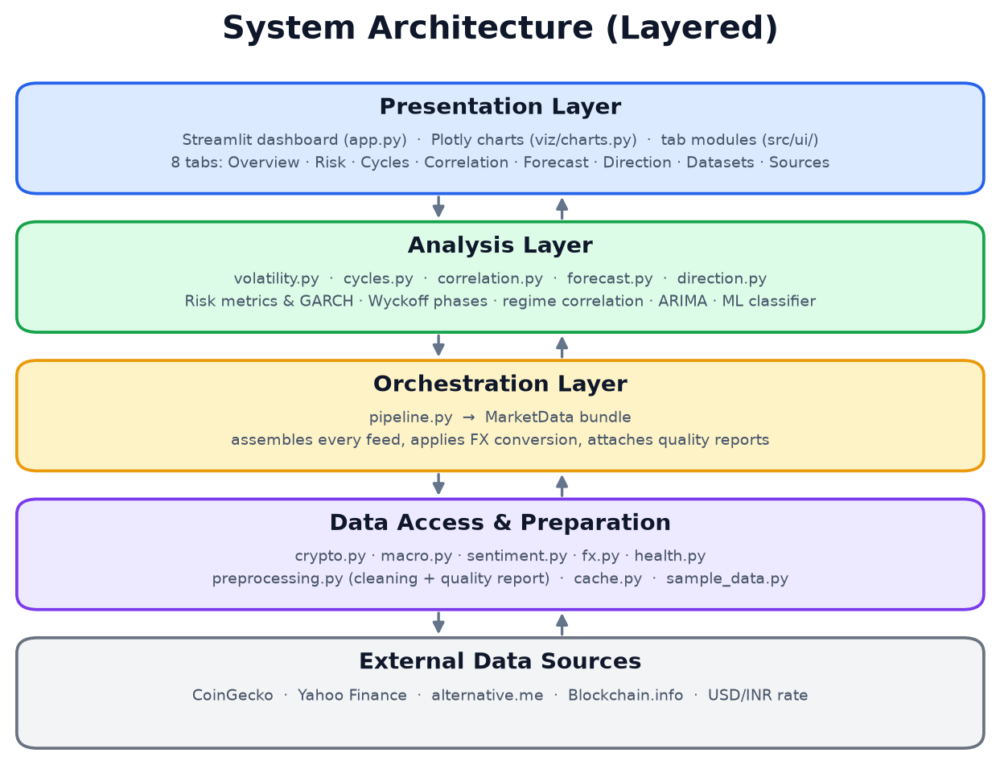 System Architecture (Layered)
Presentation Layer
Streamlit dashboard (app.py) · Plotly charts (viz/charts.py) · tab modules (src/ui/)
8 tabs: Overview · Risk · Cycles · Correlation · Forecast · Direction · Datasets · Sources
Analysis Layer
volatility.py · cycles.py · correlation.py · forecast.py · direction.py
Risk metrics & GARCH · Wyckoff phases · regime correlation · ARIMA · ML classifier
Orchestration Layer
pipeline.py → MarketData bundle
assembles every feed, applies FX conversion, attaches quality reports
Data Access & Preparation
crypto.py · macro.py · sentiment.py · fx.py · health.py
preprocessing.py (cleaning + quality report) · cache.py · sample_data.py
External Data Sources
CoinGecko · Yahoo Finance · alternative.me · Blockchain.info · USD/INR rate